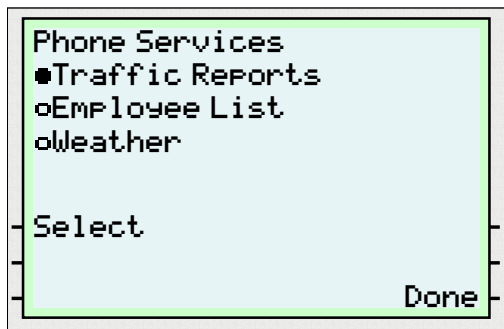 Phone Services
Traffic Reports
Employee List
Weather
Select
Done